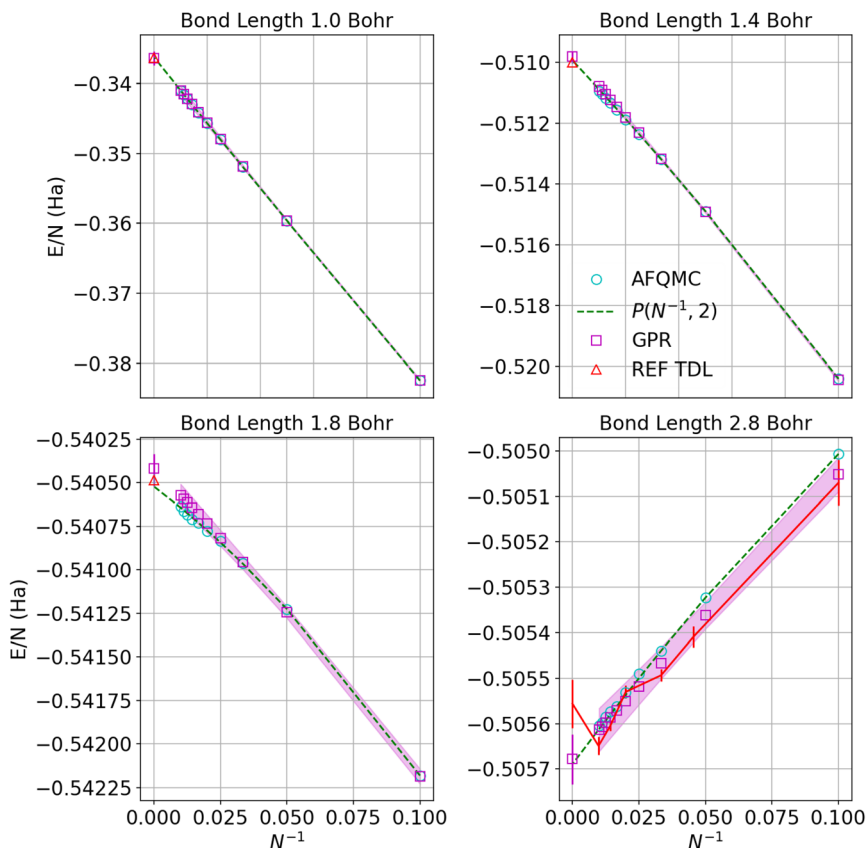 Bond Length 1.0 Bohr
−0.34
−0.35
−0.36
−0.37
−0.38
E/N (Ha)
Bond Length 1.4 Bohr
−0.510
−0.512
−0.514
−0.516
−0.518
−0.520
AFQMC
P(N⁻¹, 2)
GPR
REF TDL
Bond Length 1.8 Bohr
−0.54025
−0.54050
−0.54075
−0.54100
−0.54125
−0.54150
−0.54175
−0.54200
−0.54225
E/N (Ha)
0.000 0.025 0.050 0.075 0.100
N⁻¹
Bond Length 2.8 Bohr
−0.5050
−0.5051
−0.5052
−0.5053
−0.5054
−0.5055
−0.5056
−0.5057
0.000 0.025 0.050 0.075 0.100
N⁻¹